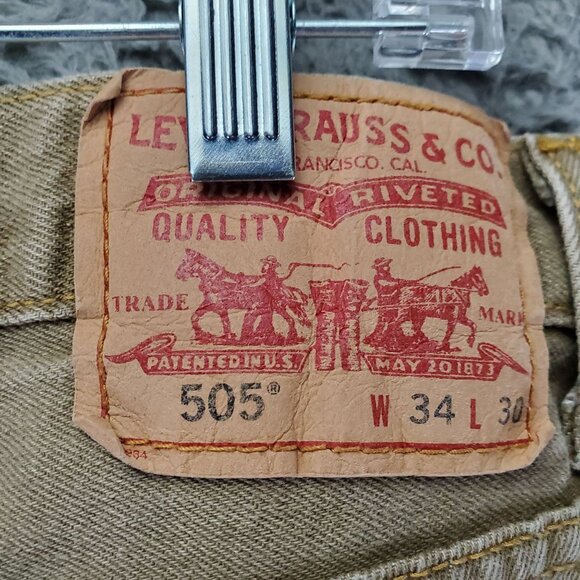 LEV RAUSS & CO.
RANCISCO. CAL.
ORIGINAL RIVETED
QUALITY CLOTHING
TRADE MARK
PATENTED IN U.S. MAY 20 1873
505® W 34 L 30